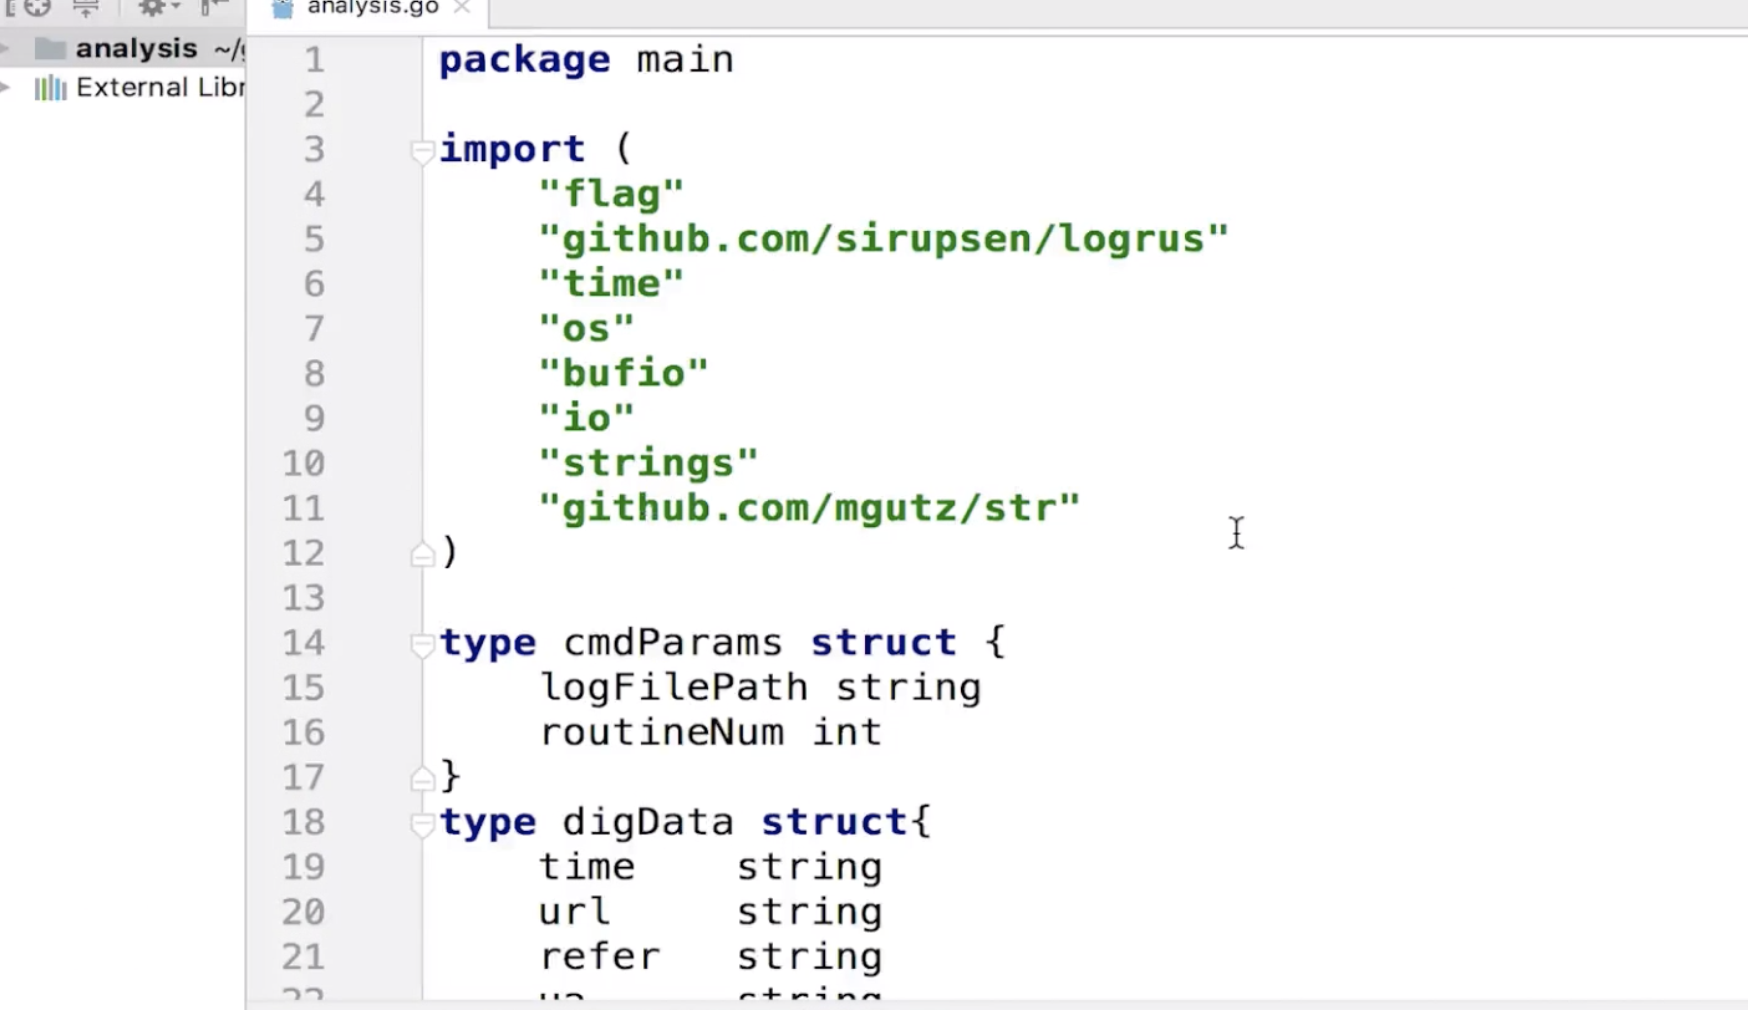 analysis.go
analysis ~/
External Libr
1 package main
2
3 import (
4 "flag"
5 "github.com/sirupsen/logrus"
6 "time"
7 "os"
8 "bufio"
9 "io"
10 "strings"
11 "github.com/mgutz/str"
12 )
13
14 type cmdParams struct {
15 logFilePath string
16 routineNum int
17 }
18 type digData struct{
19 time string
20 url string
21 refer string
22 ua string